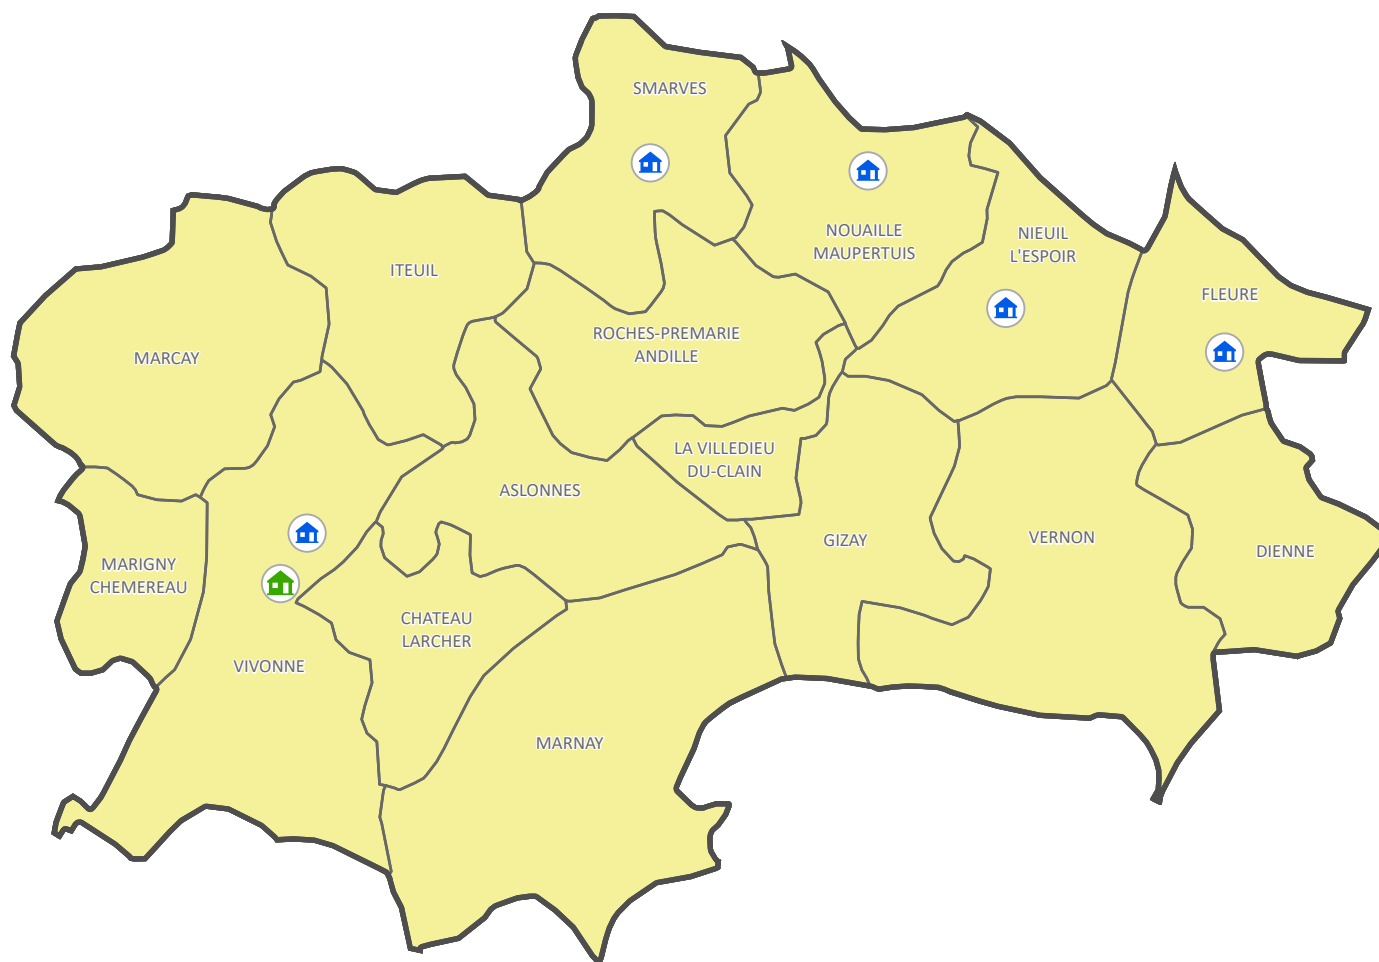 SMARVES
NOUAILLE
MAUPERTUIS
NIEUIL
L'ESPOIR
ITEUIL
FLEURE
ROCHES-PREMARIE
ANDILLE
MARCAY
LA VILLEDIEU
DU-CLAIN
ASLONNES
GIZAY
VERNON
DIENNE
MARIGNY
CHEMEREAU
CHATEAU
LARCHER
VIVONNE
MARNAY